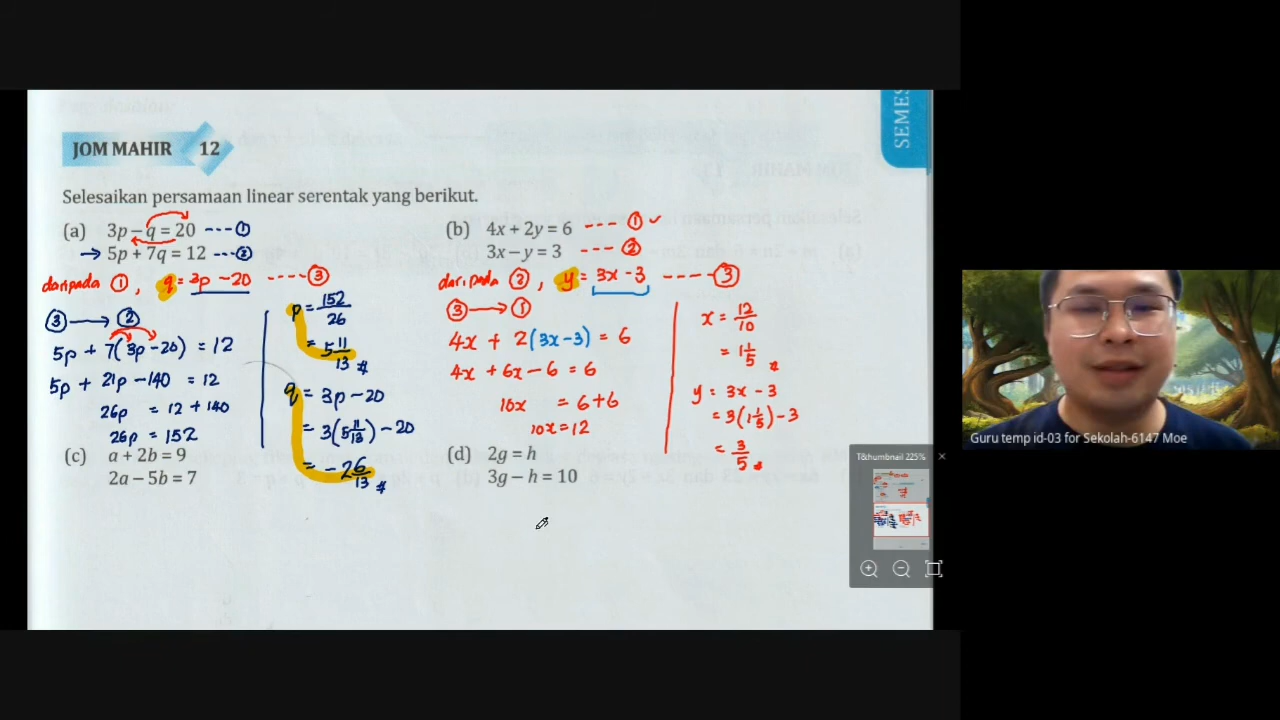 SEMES
JOM MAHIR 12
Selesaikan persamaan linear serentak yang berikut.
(a) 3p − q = 20 ---- ①
→ 5p + 7q = 12 ---- ②
daripada ①, q = 3p - 20 ---- ③
③ → ②
5p + 7(3p - 20) = 12
5p + 21p - 140 = 12
26p = 12 + 140
26p = 152
p = 152/26
= 5 11/13 #
q = 3p - 20
= 3(5 11/13) - 20
= - 26/13 #
(b) 4x + 2y = 6 ---- ① ✓
3x − y = 3 ---- ②
daripada ②, y = 3x - 3 ---- ③
③ → ①
4x + 2(3x - 3) = 6
4x + 6x - 6 = 6
10x = 6 + 6
10x = 12
x = 12/10
= 1 1/5 #
y = 3x - 3
= 3(1 1/5) - 3
= 3/5 #
(c) a + 2b = 9
2a − 5b = 7
(d) 2g = h
3g − h = 10
Guru temp id-03 for Sekolah-6147 Moe
T&humbnail 225%